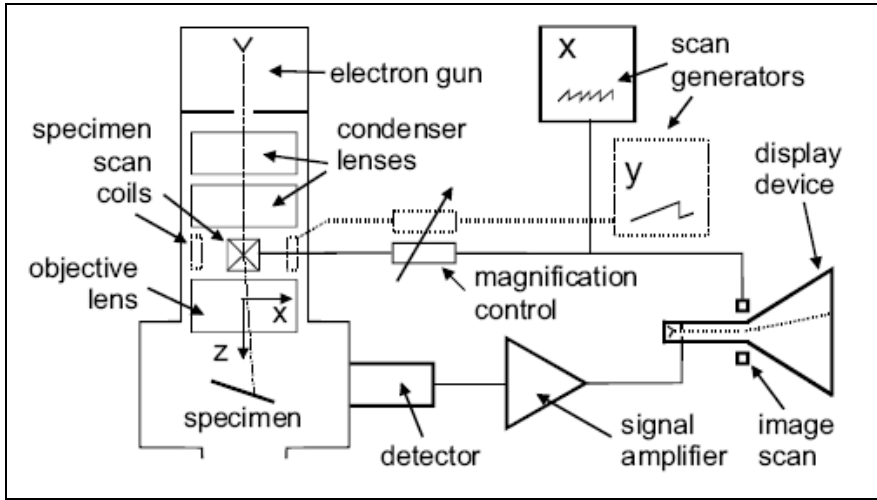 electron gun
specimen
scan
coils
condenser
lenses
objective
lens
x
z
specimen
detector
signal
amplifier
magnification
control
x
scan
generators
y
display
device
image
scan